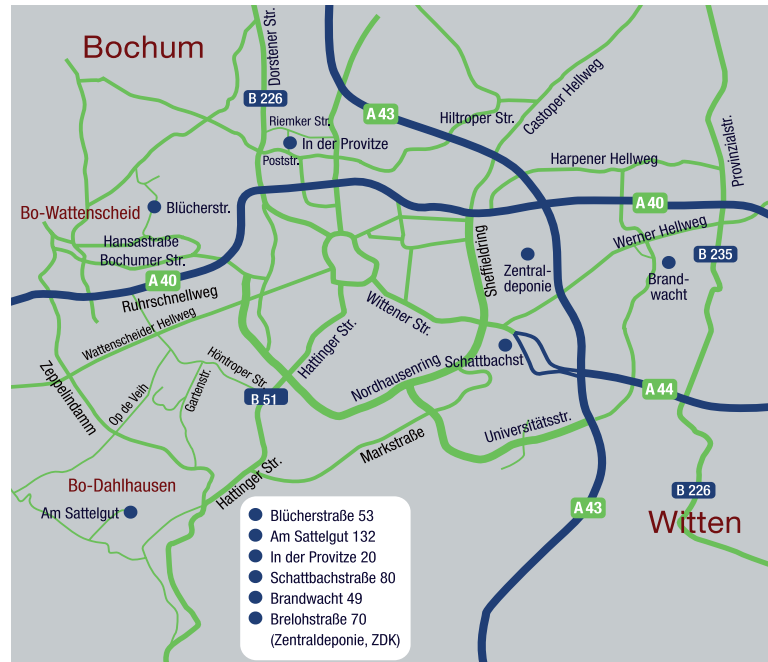 Bochum
Dorstener Str.
B 226
A 43
Riemker Str.
In der Provitze
Poststr.
Hiltroper Str.
Castoper Hellweg
Harpener Hellweg
Provinzialstr.
Bo-Wattenscheid
Blücherstr.
A 40
Hansastraße
Bochumer Str.
A 40
Ruhrschnellweg
Wattenscheider Hellweg
Sheffieldring
Werner Hellweg
Zentral-
deponie
B 235
Brand-
wacht
Wittener Str.
Hattinger Str.
Schattbachst
Zeppelindamm
Höntroper Str.
Op de Veih
Gartenstr.
B 51
Nordhausenring
A 44
Universitätsstr.
Markstraße
Hattinger Str.
Bo-Dahlhausen
Am Sattelgut
B 226
A 43
Witten
Blücherstraße 53
Am Sattelgut 132
In der Provitze 20
Schattbachstraße 80
Brandwacht 49
Brelohstraße 70
(Zentraldeponie, ZDK)